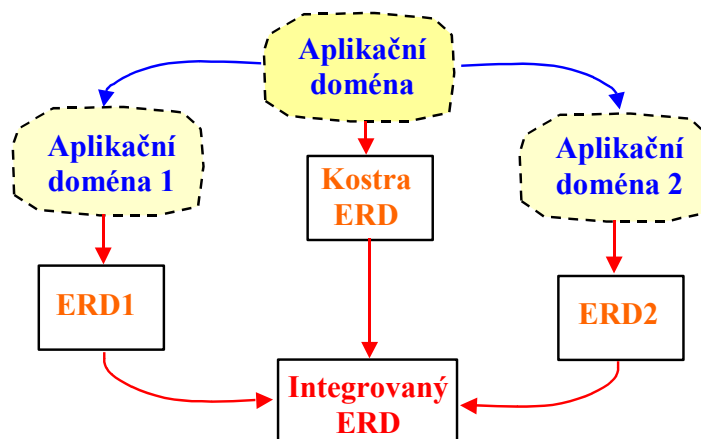 Aplikační
doména
Aplikační
doména 1
Kostra
ERD
Aplikační
doména 2
ERD1
ERD2
Integrovaný
ERD